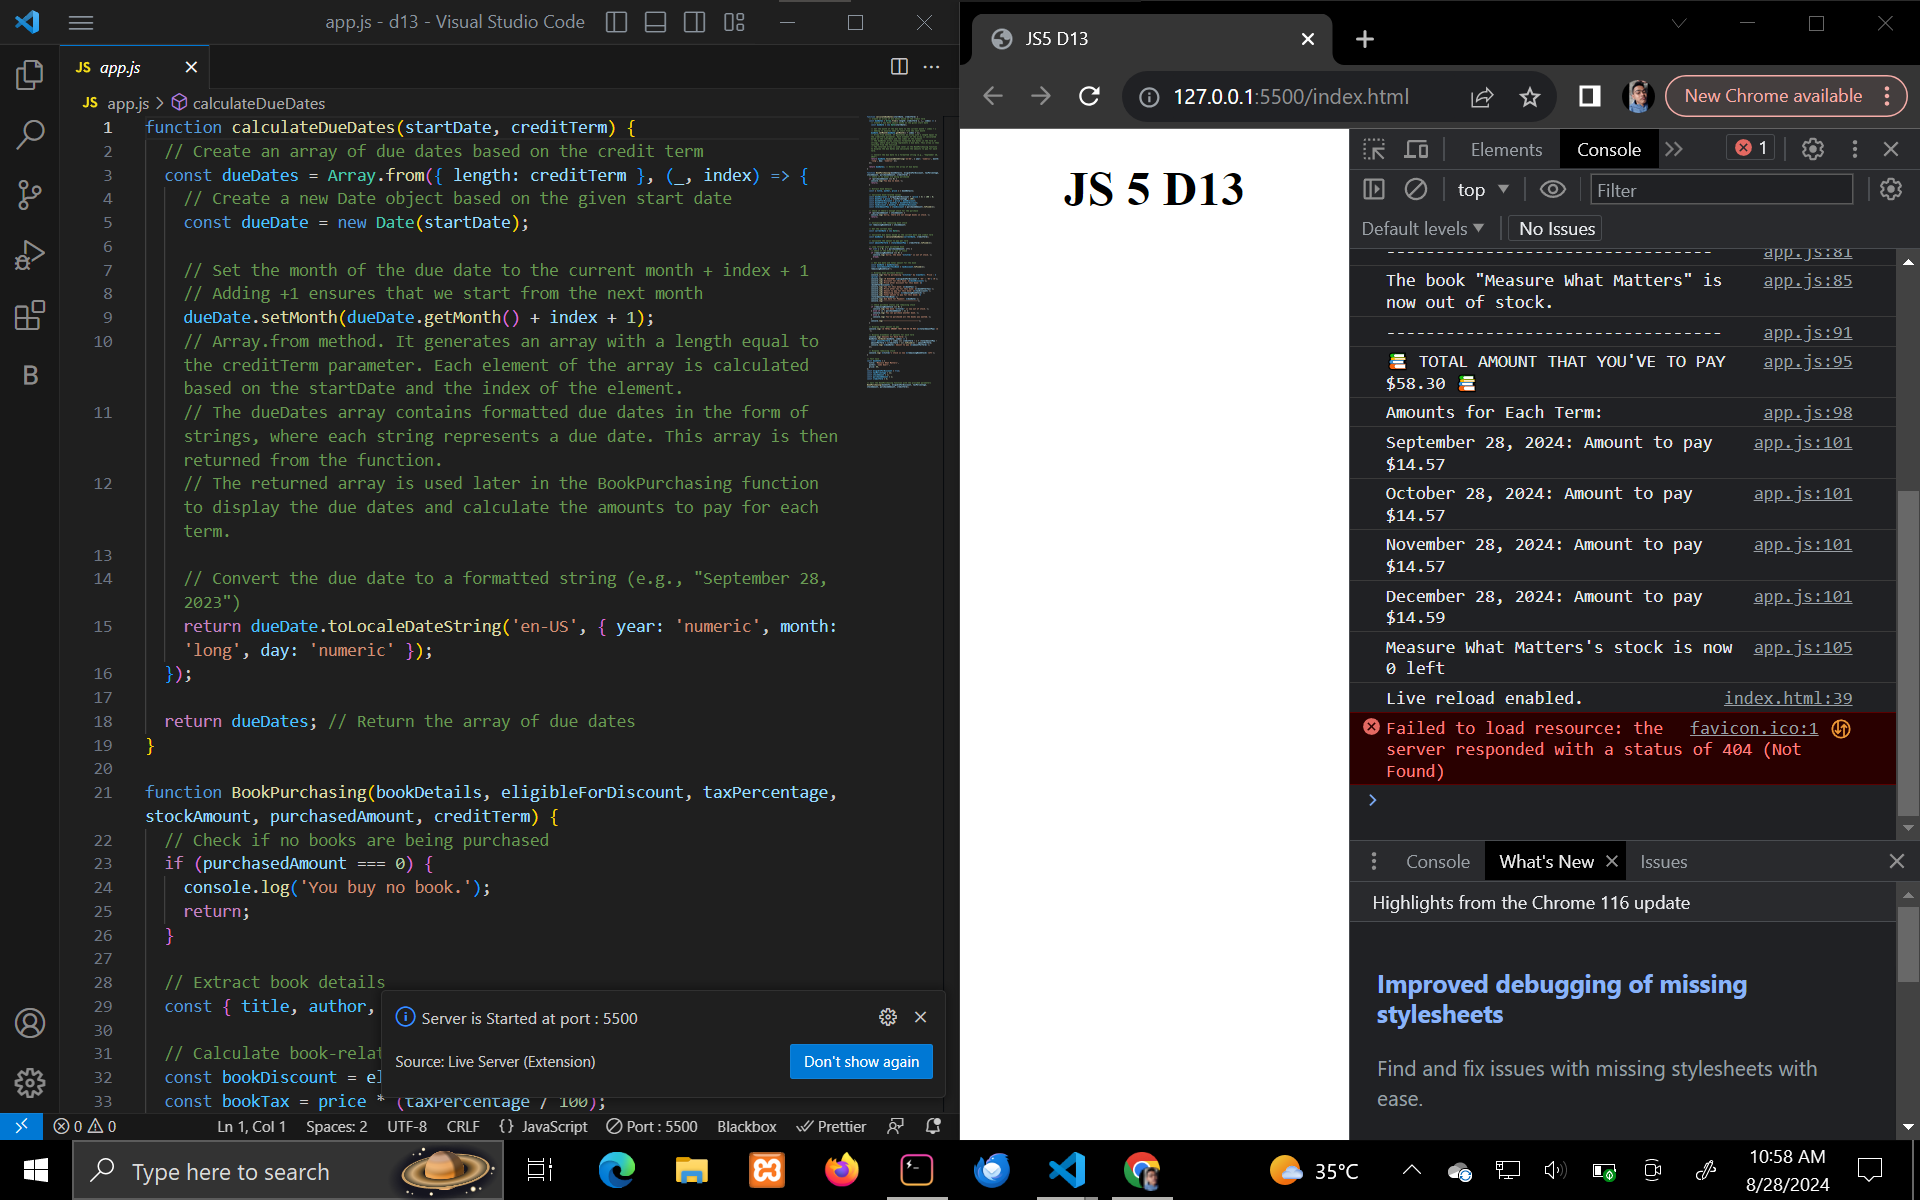 app.js - d13 - Visual Studio Code
JS app.js
JS app.js > calculateDueDates
1 function calculateDueDates(startDate, creditTerm) {
2 // Create an array of due dates based on the credit term
3 const dueDates = Array.from({ length: creditTerm }, (_, index) => {
4 // Create a new Date object based on the given start date
5 const dueDate = new Date(startDate);
6
7 // Set the month of the due date to the current month + index + 1
8 // Adding +1 ensures that we start from the next month
9 dueDate.setMonth(dueDate.getMonth() + index + 1);
10 // Array.from method. It generates an array with a length equal to
the creditTerm parameter. Each element of the array is calculated
based on the startDate and the index of the element.
11 // The dueDates array contains formatted due dates in the form of
strings, where each string represents a due date. This array is then
returned from the function.
12 // The returned array is used later in the BookPurchasing function
to display the due dates and calculate the amounts to pay for each
term.
13
14 // Convert the due date to a formatted string (e.g., "September 28,
2023")
15 return dueDate.toLocaleDateString('en-US', { year: 'numeric', month:
'long', day: 'numeric' });
16 });
17
18 return dueDates; // Return the array of due dates
19 }
20
21 function BookPurchasing(bookDetails, eligibleForDiscount, taxPercentage,
stockAmount, purchasedAmount, creditTerm) {
22 // Check if no books are being purchased
23 if (purchasedAmount === 0) {
24 console.log('You buy no book.');
25 return;
26 }
27
28 // Extract book details
29 const { title, author,
30
31 // Calculate book-relat
32 const bookDiscount = el
33 const bookTax = price * (taxPercentage / 100);
Server is Started at port : 5500
Source: Live Server (Extension)
Don't show again
0 0 Ln 1, Col 1 Spaces: 2 UTF-8 CRLF {} JavaScript Port : 5500 Blackbox Prettier
JS5 D13
127.0.0.1:5500/index.html
New Chrome available
JS 5 D13
Elements Console 1
top Filter
Default levels No Issues
--------------------------------- app.js:81
The book "Measure What Matters" is app.js:85
now out of stock.
---------------------------------- app.js:91
📚 TOTAL AMOUNT THAT YOU'VE TO PAY app.js:95
$58.30 📚
Amounts for Each Term: app.js:98
September 28, 2024: Amount to pay app.js:101
$14.57
October 28, 2024: Amount to pay app.js:101
$14.57
November 28, 2024: Amount to pay app.js:101
$14.57
December 28, 2024: Amount to pay app.js:101
$14.59
Measure What Matters's stock is now app.js:105
0 left
Live reload enabled. index.html:39
Failed to load resource: the favicon.ico:1
server responded with a status of 404 (Not
Found)
Console What's New Issues
Highlights from the Chrome 116 update
Improved debugging of missing
stylesheets
Find and fix issues with missing stylesheets with
ease.
Type here to search
35°C
10:58 AM
8/28/2024